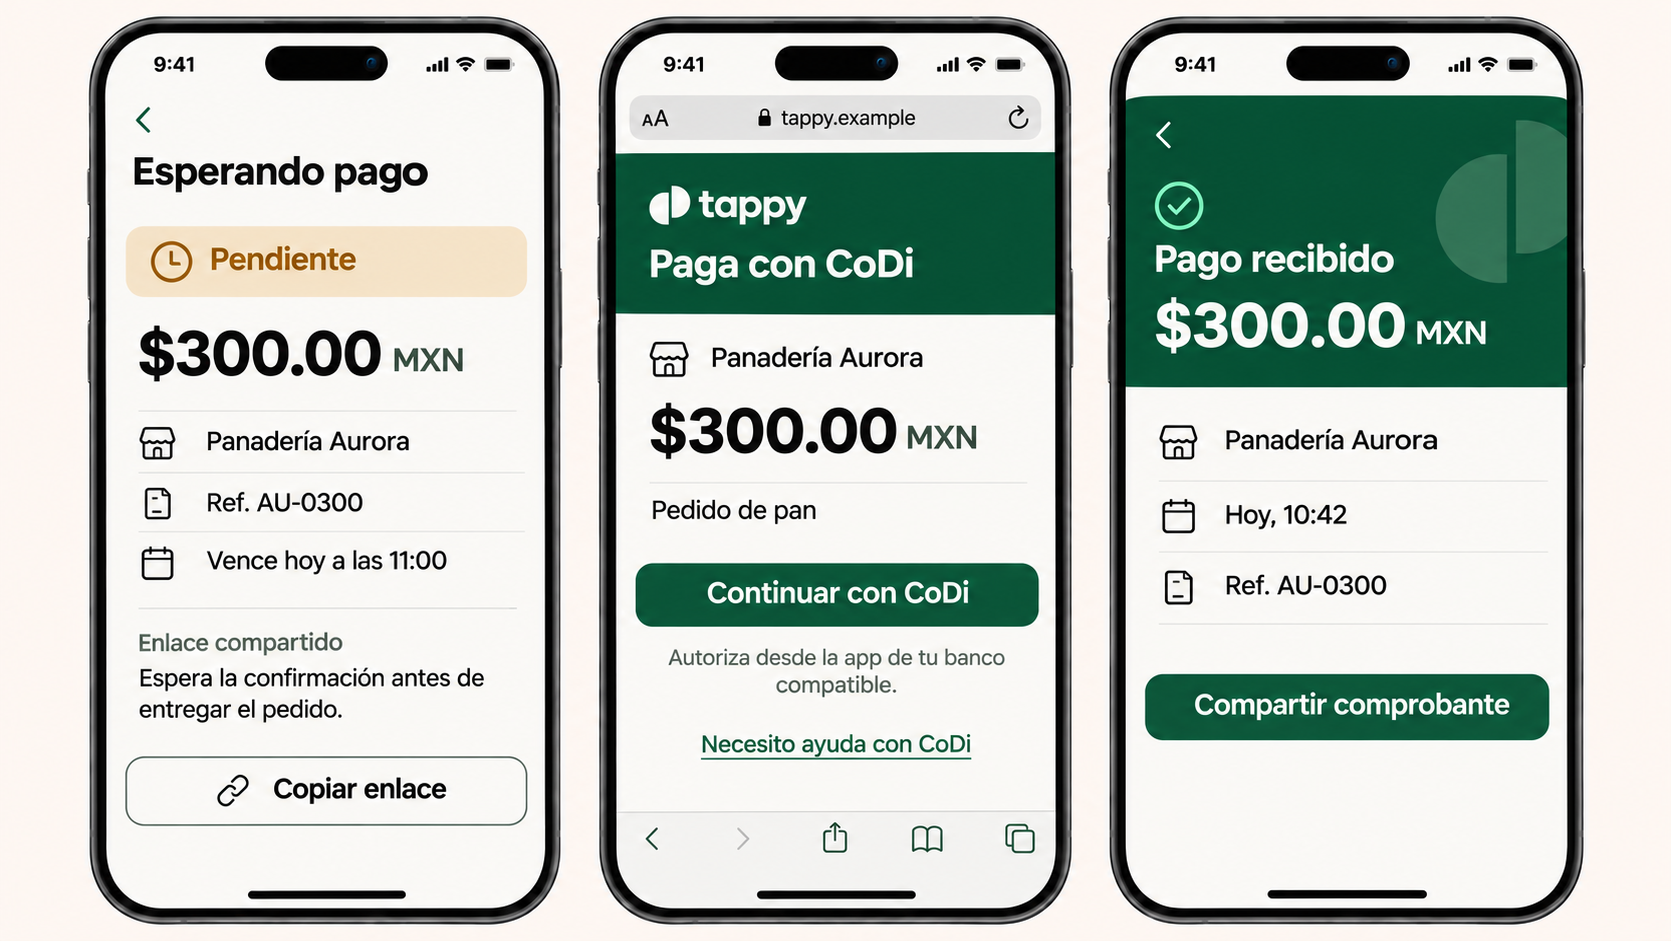 9:41
Esperando pago
Pendiente
$300.00 MXN
Panadería Aurora
Ref. AU-0300
Vence hoy a las 11:00
Enlace compartido
Espera la confirmación antes de
entregar el pedido.
Copiar enlace
9:41
AA tappy.example
tappy
Paga con CoDi
Panadería Aurora
$300.00 MXN
Pedido de pan
Continuar con CoDi
Autoriza desde la app de tu banco
compatible.
Necesito ayuda con CoDi
9:41
Pago recibido
$300.00 MXN
Panadería Aurora
Hoy, 10:42
Ref. AU-0300
Compartir comprobante